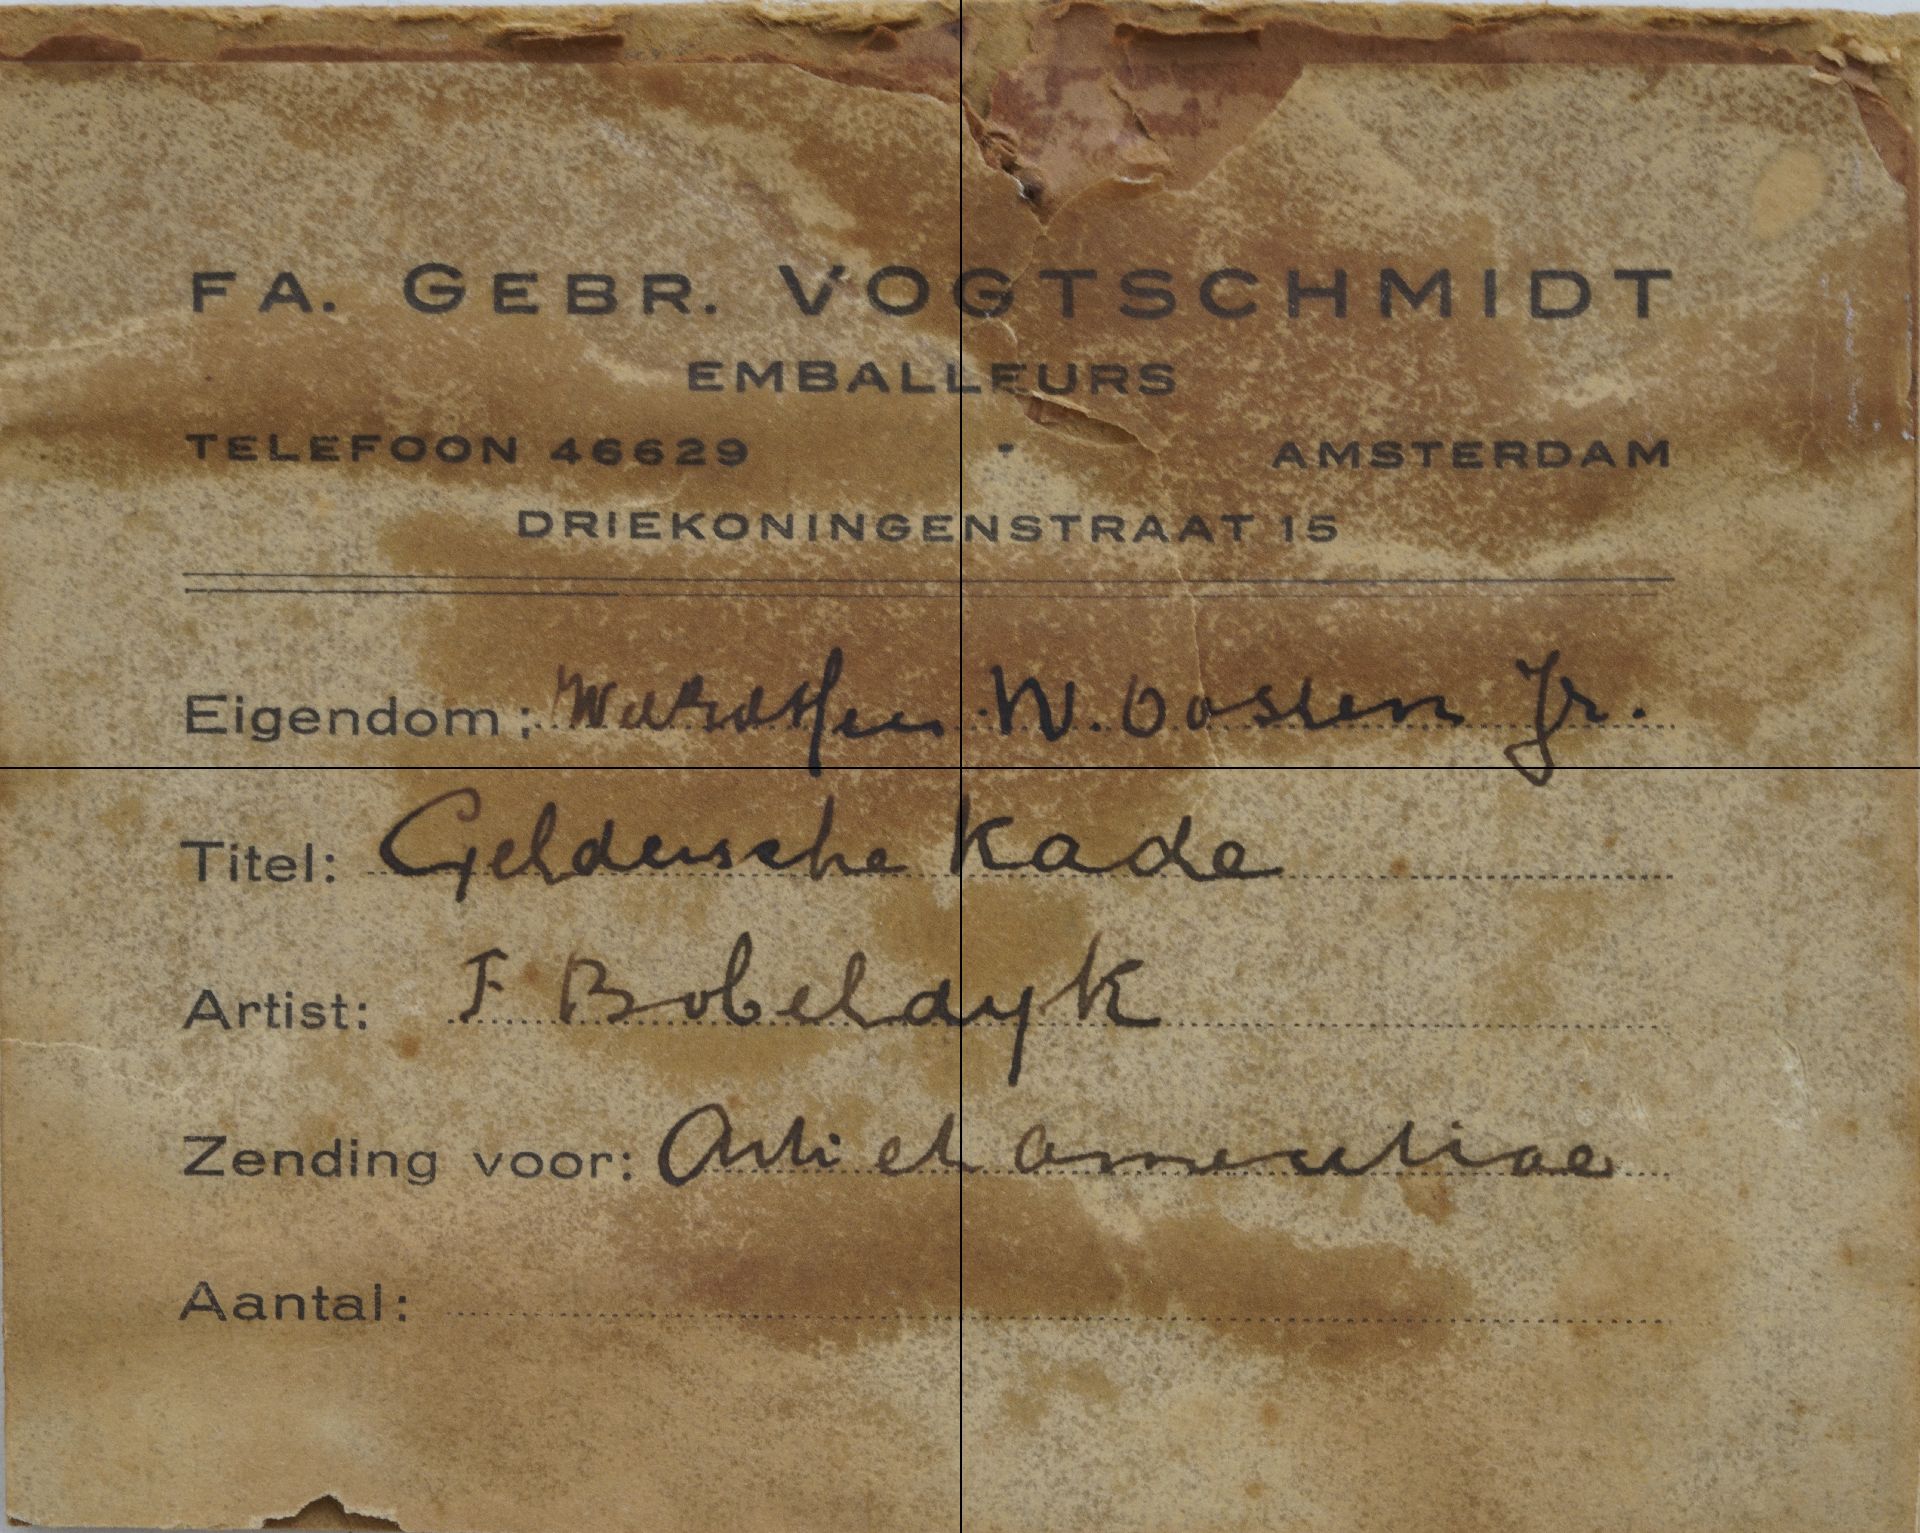 FA. GEBR. VOGTSCHMIDT
EMBALLEURS
TELEFOON 46629 - AMSTERDAM
DRIEKONINGENSTRAAT 15
Eigendom: W. Oosten Jr.
Titel: Geldersche Kade
Artist: F Bobeldyk
Zending voor: Arti et amicitiae
Aantal: